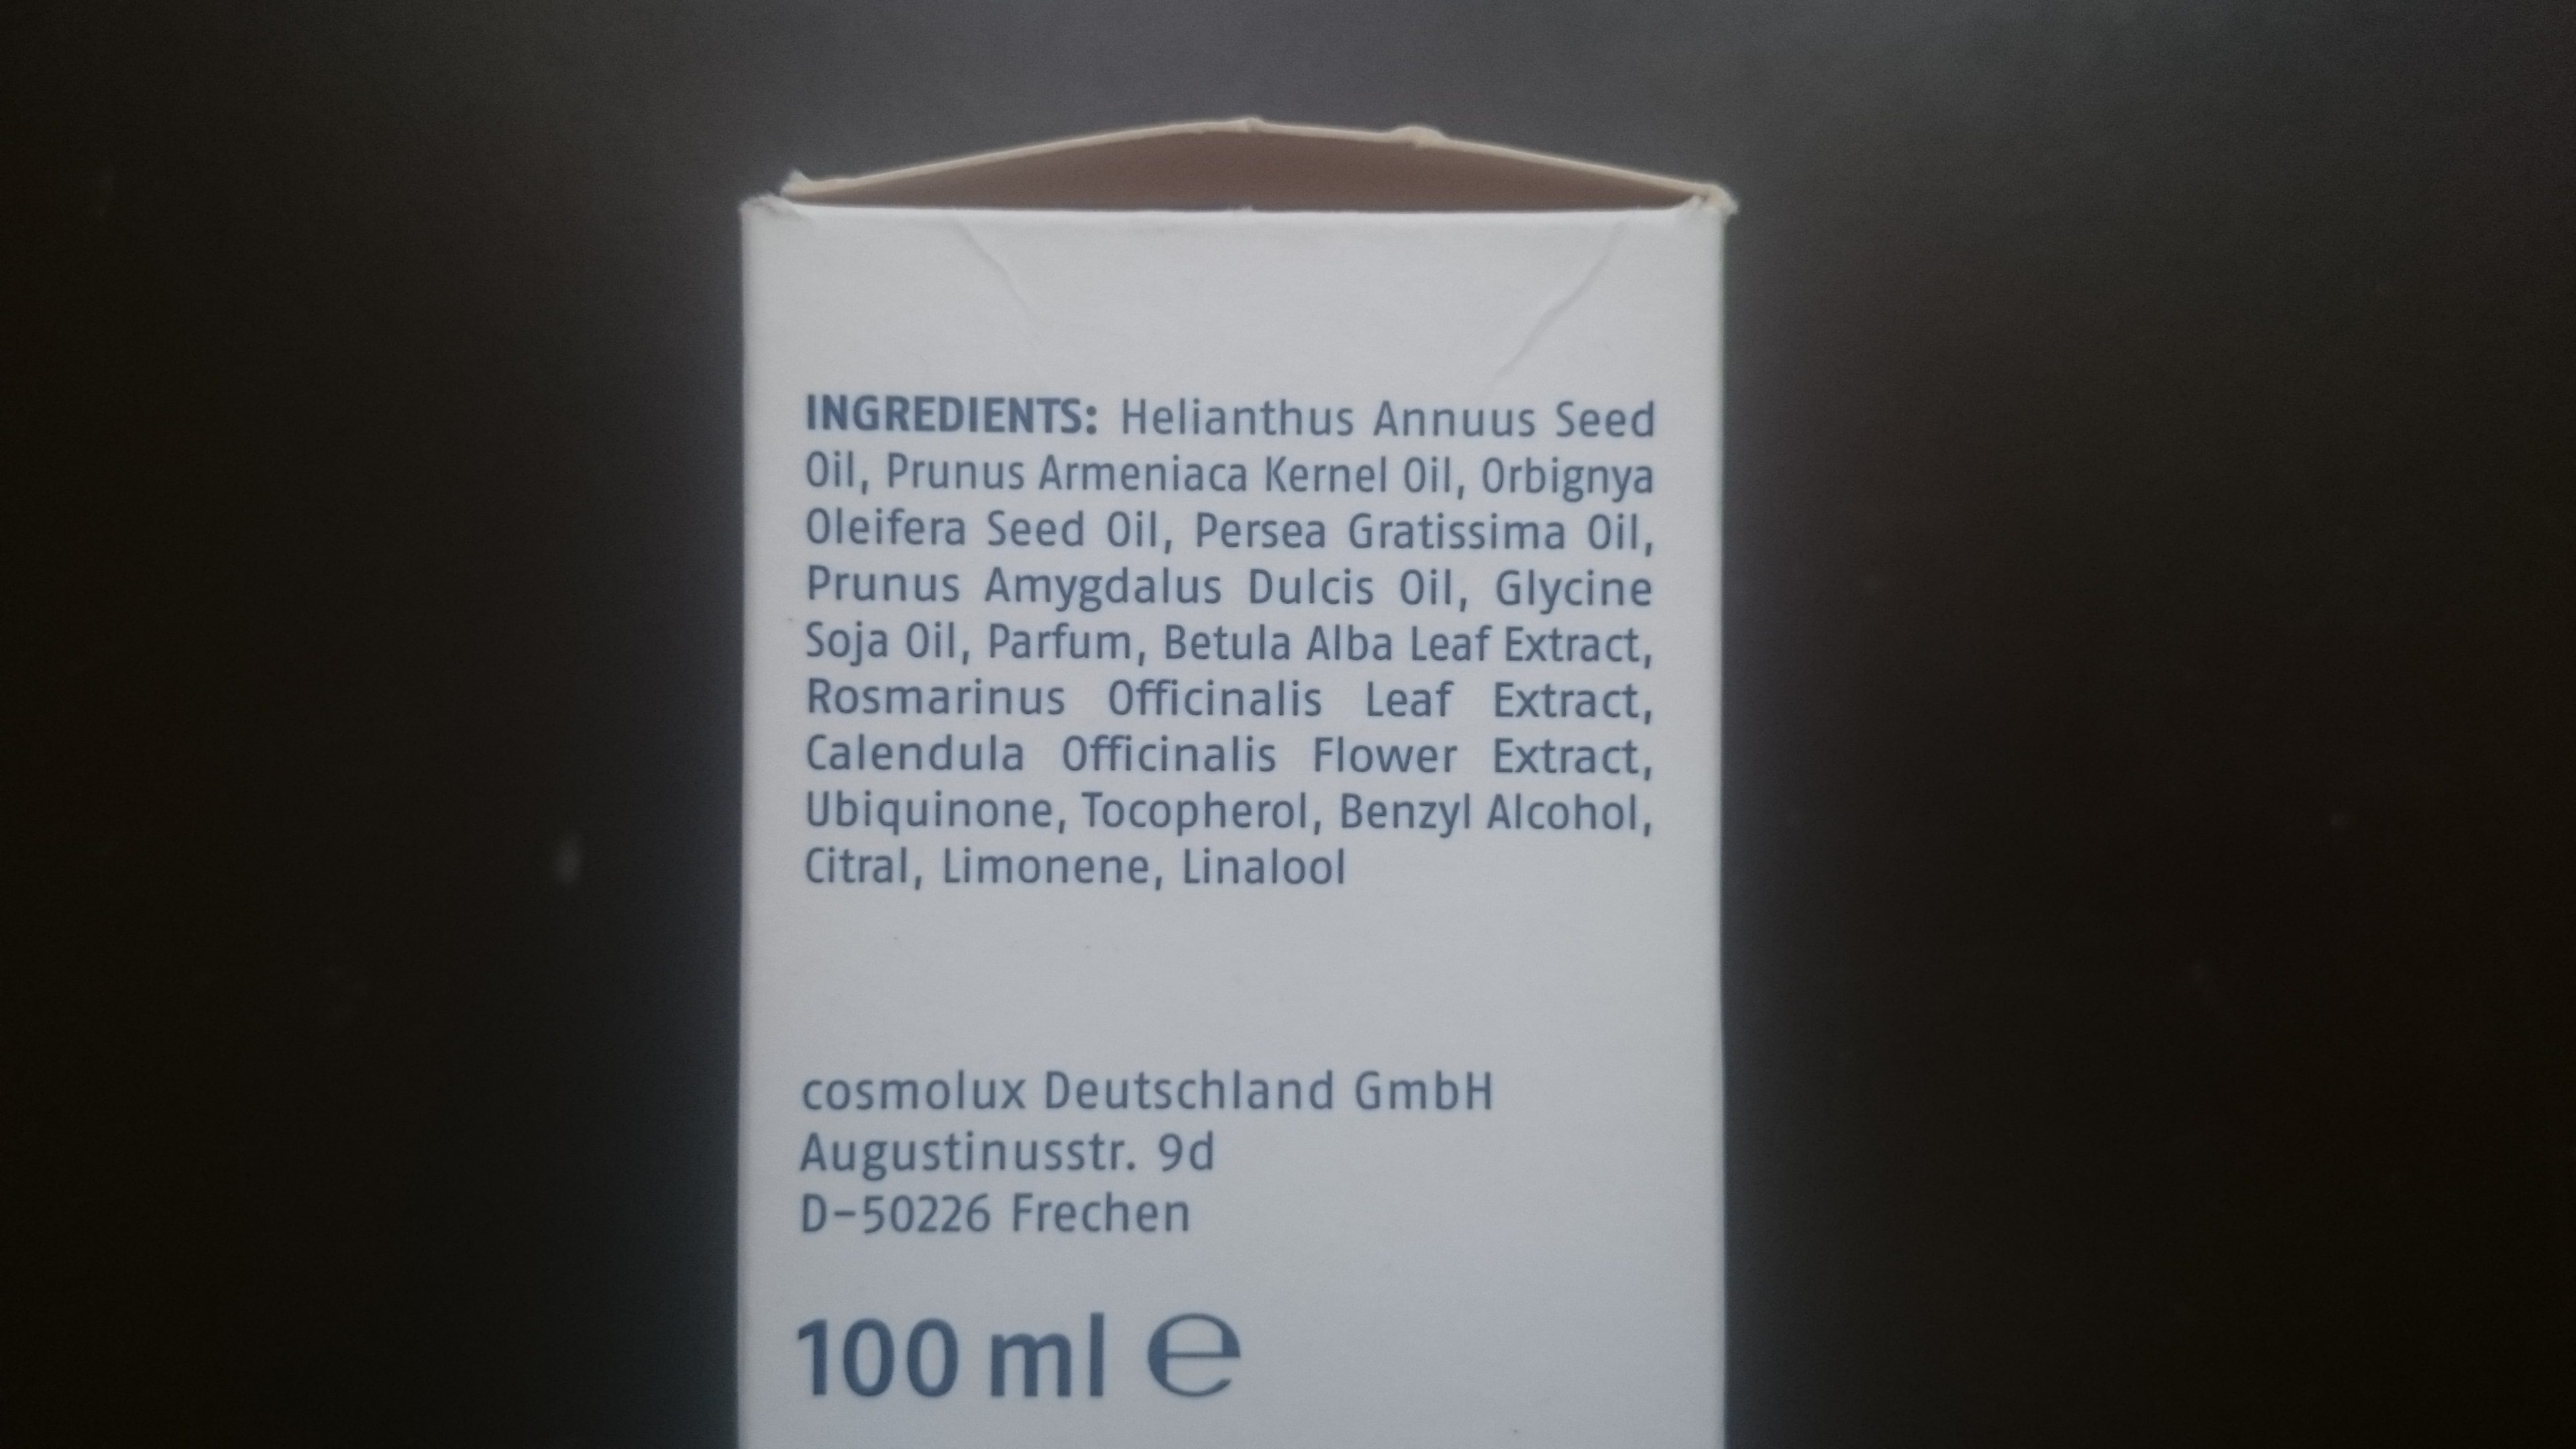 INGREDIENTS: Helianthus Annuus Seed
Oil, Prunus Armeniaca Kernel Oil, Orbignya
Oleifera Seed Oil, Persea Gratissima Oil,
Prunus Amygdalus Dulcis Oil, Glycine
Soja Oil, Parfum, Betula Alba Leaf Extract,
Rosmarinus Officinalis Leaf Extract,
Calendula Officinalis Flower Extract,
Ubiquinone, Tocopherol, Benzyl Alcohol,
Citral, Limonene, Linalool
cosmolux Deutschland GmbH
Augustinusstr. 9d
D-50226 Frechen
100 ml ℮